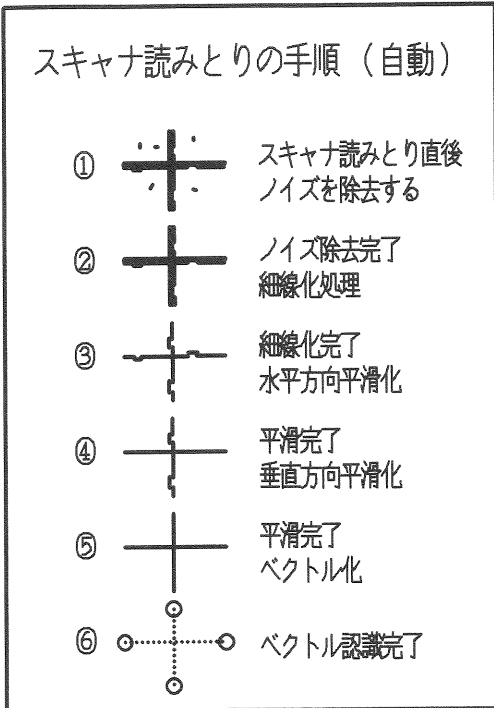 スキャナ読みとりの手順（自動）
① スキャナ読みとり直後
ノイズを除去する
② ノイズ除去完了
細線化処理
③ 細線化完了
水平方向平滑化
④ 平滑完了
垂直方向平滑化
⑤ 平滑完了
ベクトル化
⑥ ベクトル認識完了